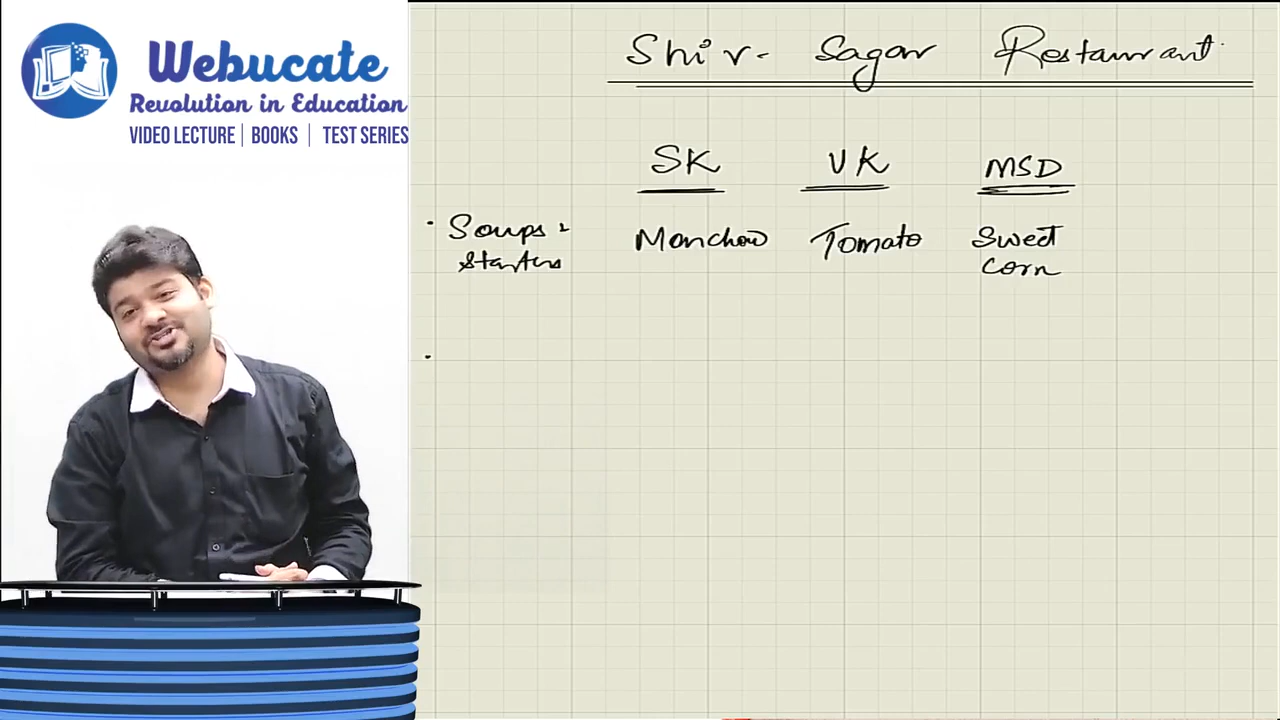 Webucate
Revolution in Education
VIDEO LECTURE | BOOKS | TEST SERIES
Shiv-Sagar Restaurant
SK VK MSD
Soups & Manchow Tomato Sweet
Starters Corn